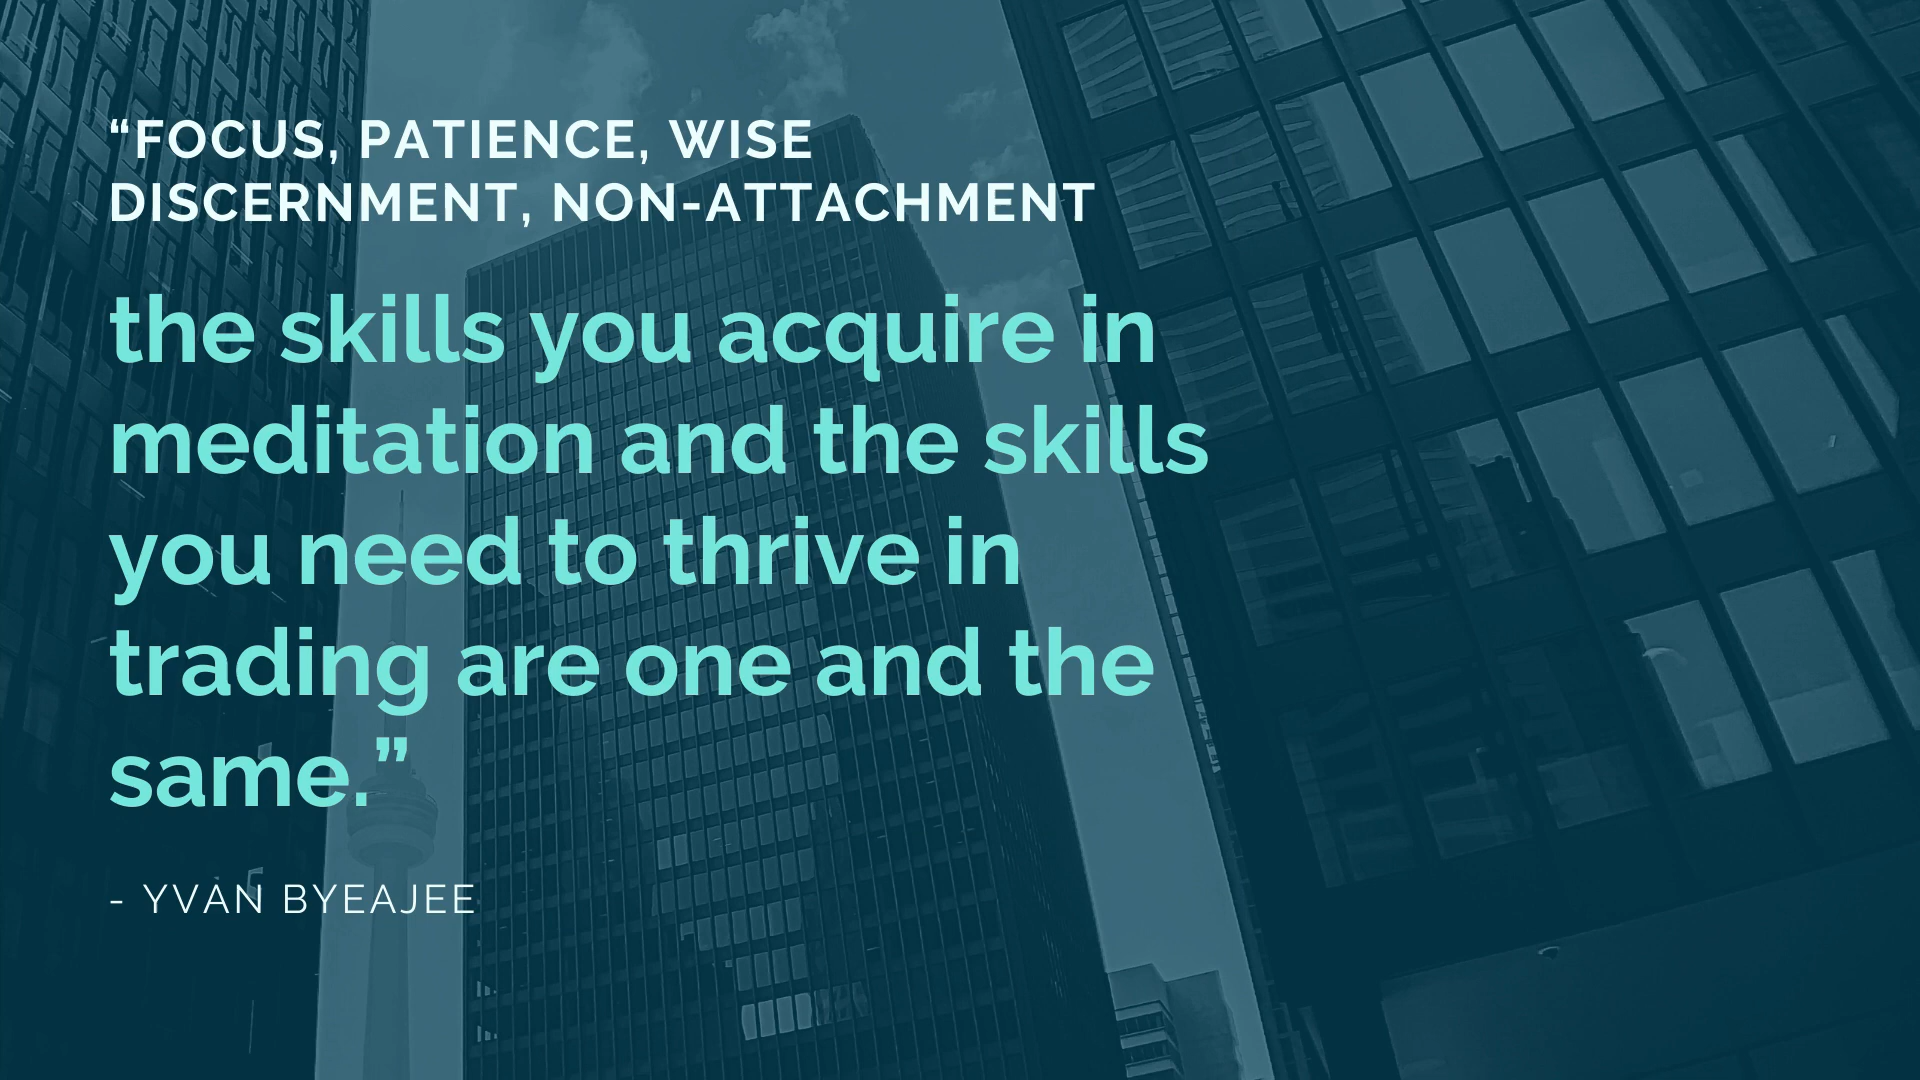 “FOCUS, PATIENCE, WISE
DISCERNMENT, NON-ATTACHMENT
the skills you acquire in
meditation and the skills
you need to thrive in
trading are one and the
same.”
- YVAN BYEAJEE